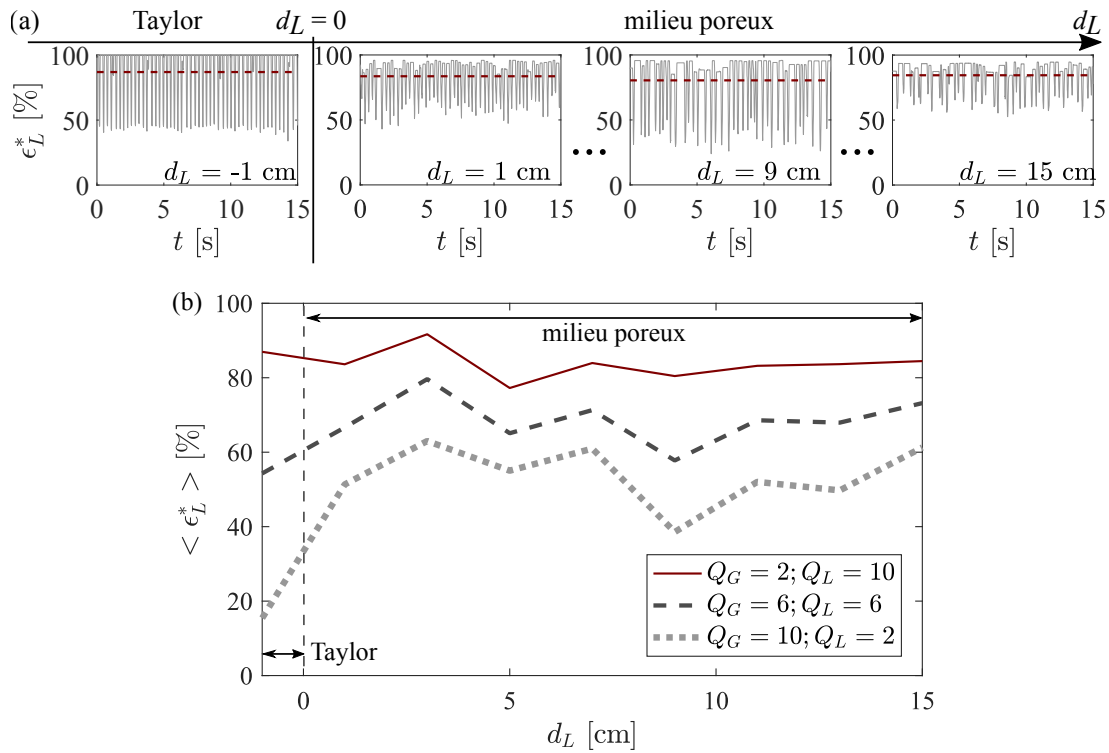 (a) Taylor d_L = 0 milieu poreux d_L
ϵ*_L [%]
100 100 100 100
50 50 50 50
0 0 0 0
d_L = -1 cm d_L = 1 cm d_L = 9 cm d_L = 15 cm
••• •••
0 5 10 15 0 5 10 15 0 5 10 15 0 5 10 15
t [s] t [s] t [s] t [s]
(b)
< ϵ*_L > [%]
100
80
60
40
20
0
milieu poreux
Q_G = 2; Q_L = 10
Q_G = 6; Q_L = 6
Q_G = 10; Q_L = 2
Taylor
0 5 10 15
d_L [cm]